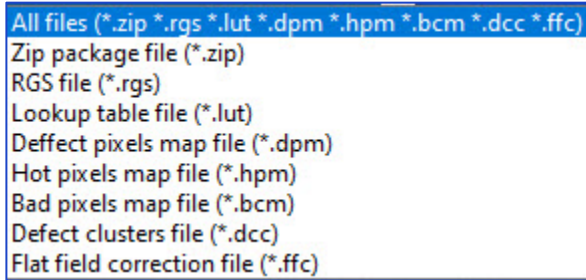 All files (*.zip *.rgs *.lut *.dpm *.hpm *.bcm *.dcc *.ffc)
Zip package file (*.zip)
RGS file (*.rgs)
Lookup table file (*.lut)
Deffect pixels map file (*.dpm)
Hot pixels map file (*.hpm)
Bad pixels map file (*.bcm)
Defect clusters file (*.dcc)
Flat field correction file (*.ffc)